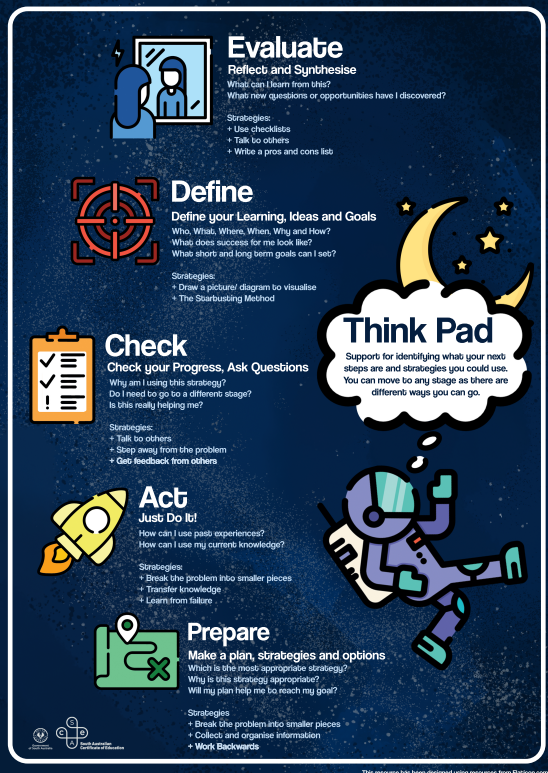 Evaluate
Reflect and Synthesise
What can I learn from this?
What new questions or opportunities have I discovered?
Strategies:
+ Use checklists
+ Talk to others
+ Write a pros and cons list
Define
Define your Learning, Ideas and Goals
Who, What, Where, When, Why and How?
What does success for me look like?
What short and long term goals can I set?
Strategies:
+ Draw a picture/ diagram to visualise
+ The Starbusting Method
Think Pad
Support for identifying what your next
steps are and strategies you could use.
You can move to any stage as there are
different ways you can go.
Check
Check your Progress, Ask Questions
Why am I using this strategy?
Do I need to go to a different stage?
Is this really helping me?
Strategies:
+ Talk to others
+ Step away from the problem
+ Get feedback from others
Act
Just Do It!
How can I use past experiences?
How can I use my current knowledge?
Strategies:
+ Break the problem into smaller pieces
+ Transfer knowledge
+ Learn from failure
Prepare
Make a plan, strategies and options
Which is the most appropriate strategy?
Why is this strategy appropriate?
Will my plan help me to reach my goal?
Strategies
+ Break the problem into smaller pieces
+ Collect and organise information
+ Work Backwards
Government
of South Australia
S
C e
A
South Australian
Certificate of Education
This resource has been designed using resources from Flaticon.com